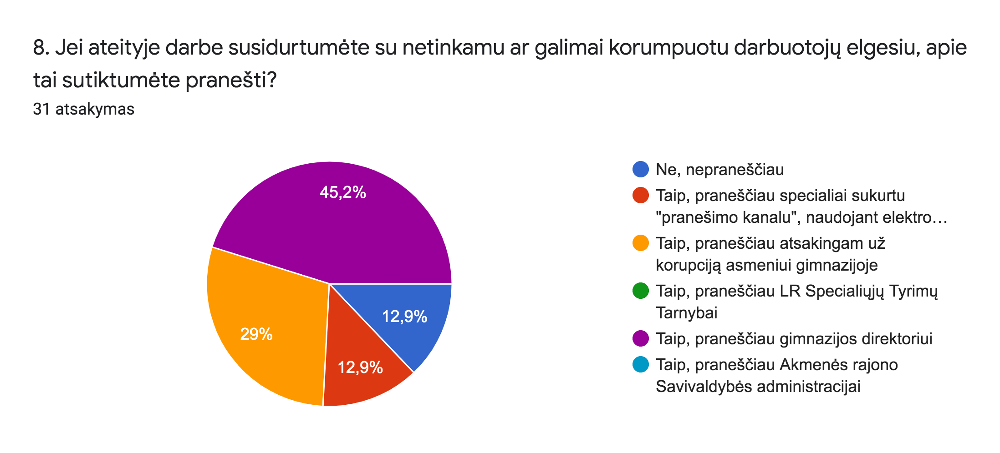 8. Jei ateityje darbe susidurtumėte su netinkamu ar galimai korumpuotu darbuotojų elgesiu, apie
tai sutiktumėte pranešti?
31 atsakymas
45,2%
29%
12,9%
12,9%
Ne, nepraneščiau
Taip, praneščiau specialiai sukurtu
"pranešimo kanalu", naudojant elektro…
Taip, praneščiau atsakingam už
korupciją asmeniui gimnazijoje
Taip, praneščiau LR Specialiųjų Tyrimų
Tarnybai
Taip, praneščiau gimnazijos direktoriui
Taip, praneščiau Akmenės rajono
Savivaldybės administracijai